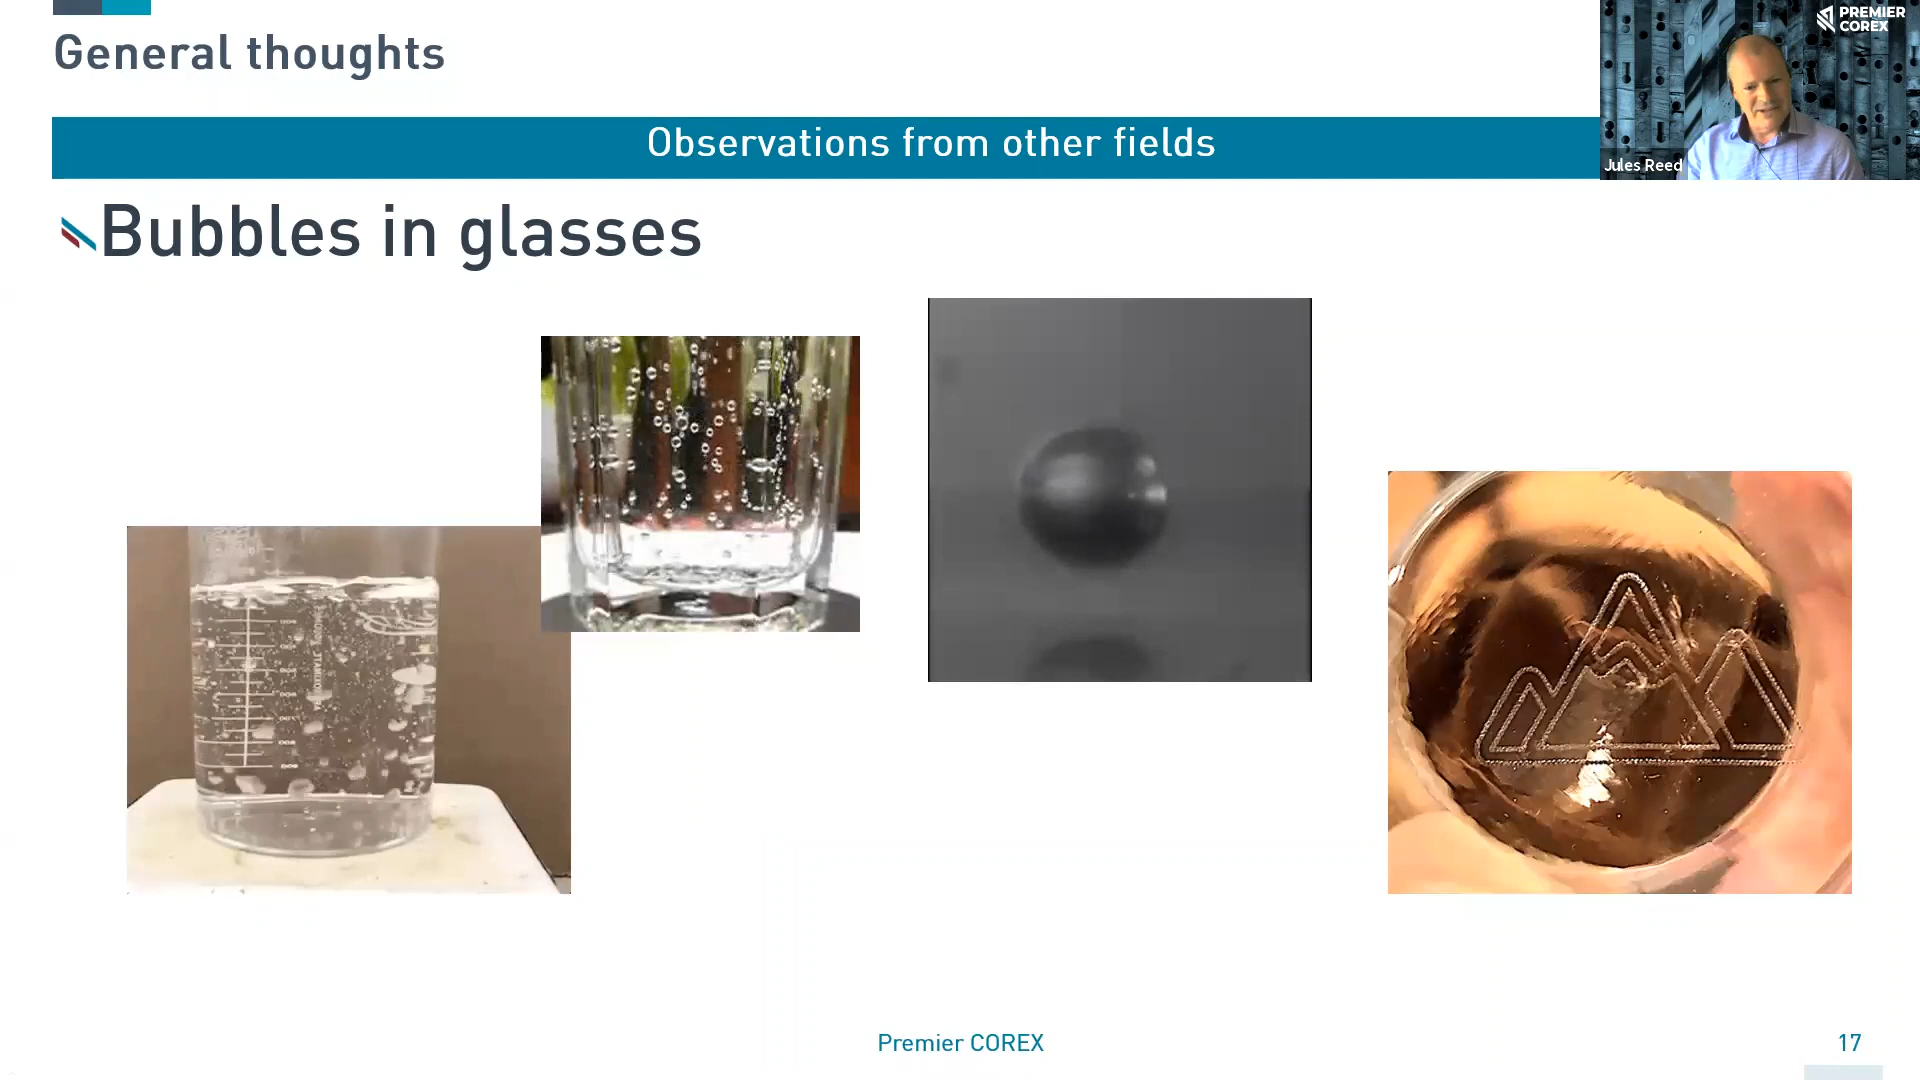 General thoughts
PREMIER
COREX
Observations from other fields
Jules Reed
Bubbles in glasses
Premier COREX
17